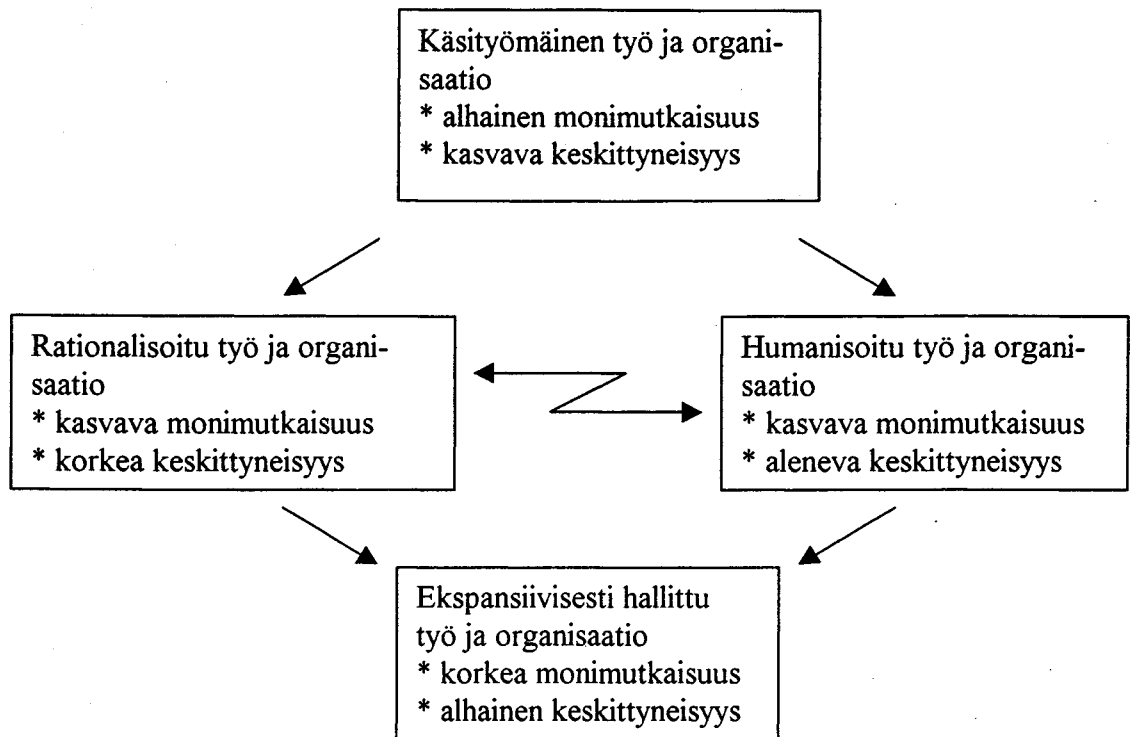 Käsityömäinen työ ja organi-
saatio
* alhainen monimutkaisuus
* kasvava keskittyneisyys
Rationalisoitu työ ja organi-
saatio
* kasvava monimutkaisuus
* korkea keskittyneisyys
Humanisoitu työ ja organi-
saatio
* kasvava monimutkaisuus
* aleneva keskittyneisyys
Ekspansiivisesti hallittu
työ ja organisaatio
* korkea monimutkaisuus
* alhainen keskittyneisyys